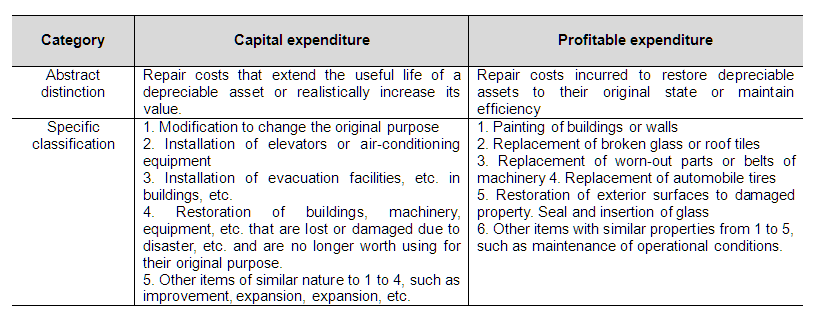 Category
Capital expenditure
Profitable expenditure
Abstract
distinction
Repair costs that extend the useful life of a
depreciable asset or realistically increase its
value.
Repair costs incurred to restore depreciable
assets to their original state or maintain
efficiency
Specific
classification
1. Modification to change the original purpose
2. Installation of elevators or air-conditioning
equipment
3. Installation of evacuation facilities, etc. in
buildings, etc.
4. Restoration of buildings, machinery,
equipment, etc. that are lost or damaged due to
disaster, etc. and are no longer worth using for
their original purpose.
5. Other items of similar nature to 1 to 4, such as
improvement, expansion, expansion, etc.
1. Painting of buildings or walls
2. Replacement of broken glass or roof tiles
3. Replacement of worn-out parts or belts of
machinery 4. Replacement of automobile tires
5. Restoration of exterior surfaces to damaged
property. Seal and insertion of glass
6. Other items with similar properties from 1 to 5,
such as maintenance of operational conditions.